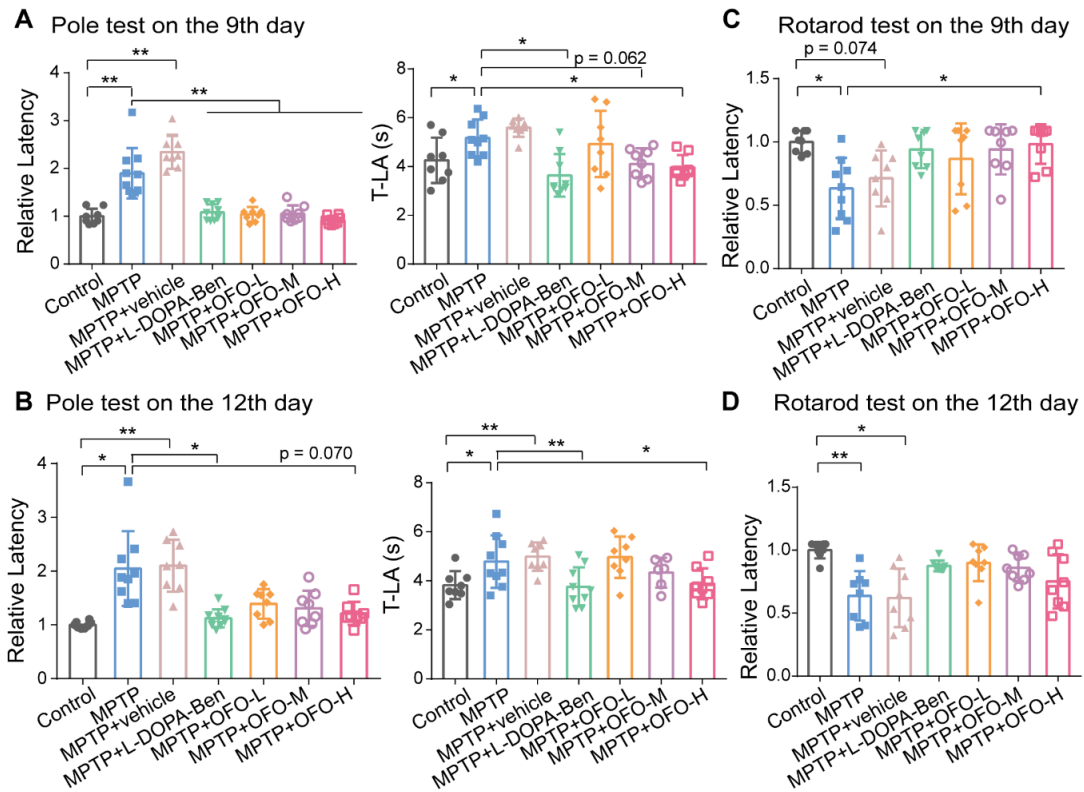 A Pole test on the 9th day
Relative Latency
0
1
2
3
4
**
**
**
Control
MPTP
MPTP+vehicle
MPTP+L-DOPA-Ben
MPTP+OFO-L
MPTP+OFO-M
MPTP+OFO-H
T-LA (s)
0
2
4
6
8
*
*
p = 0.062
*
Control
MPTP
MPTP+vehicle
MPTP+L-DOPA-Ben
MPTP+OFO-L
MPTP+OFO-M
MPTP+OFO-H
C Rotarod test on the 9th day
Relative Latency
0.0
0.5
1.0
1.5
p = 0.074
*
*
Control
MPTP
MPTP+vehicle
MPTP+L-DOPA-Ben
MPTP+OFO-L
MPTP+OFO-M
MPTP+OFO-H
B Pole test on the 12th day
Relative Latency
0
1
2
3
4
**
*
*
p = 0.070
Control
MPTP
MPTP+vehicle
MPTP+L-DOPA-Ben
MPTP+OFO-L
MPTP+OFO-M
MPTP+OFO-H
T-LA (s)
0
2
4
6
8
**
*
**
*
Control
MPTP
MPTP+vehicle
MPTP+L-DOPA-Ben
MPTP+OFO-L
MPTP+OFO-M
MPTP+OFO-H
D Rotarod test on the 12th day
Relative Latency
0.0
0.5
1.0
1.5
*
**
Control
MPTP
MPTP+vehicle
MPTP+L-DOPA-Ben
MPTP+OFO-L
MPTP+OFO-M
MPTP+OFO-H